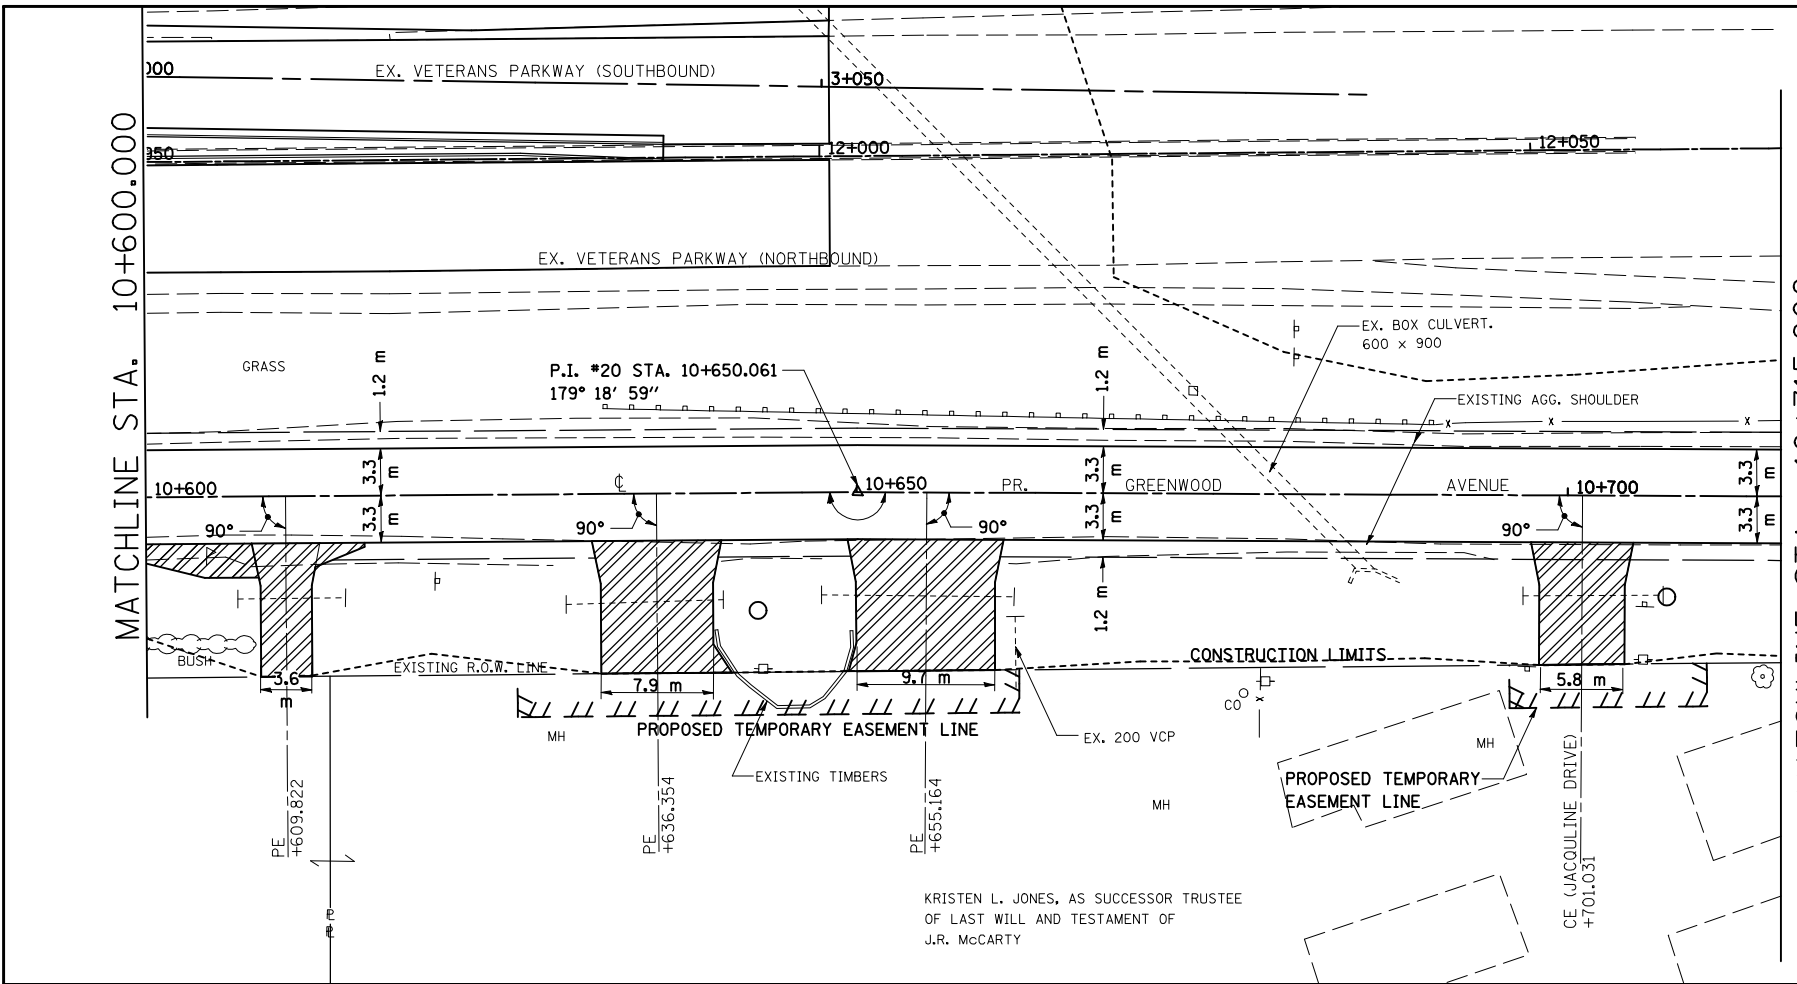 MATCHLINE STA. 10+600.000
EX. VETERANS PARKWAY (SOUTHBOUND)
3+050
12+000
12+050
EX. VETERANS PARKWAY (NORTHBOUND)
GRASS
1.2 m
P.I. #20 STA. 10+650.061
179° 18' 59"
1.2 m
EX. BOX CULVERT.
600 x 900
EXISTING AGG. SHOULDER
x
x
x
3.3 m
3.3 m
3.3 m
10+600
℄
10+650
PR. GREENWOOD AVENUE
10+700
90°
3.3 m
90°
90°
3.3 m
90°
3.3 m
1.2 m
BUSH
EXISTING R.O.W. LINE
CONSTRUCTION LIMITS
3.6 m
7.9 m
9.7 m
5.8 m
CO
x
MH
PROPOSED TEMPORARY EASEMENT LINE
EX. 200 VCP
MH
EXISTING TIMBERS
PROPOSED TEMPORARY
EASEMENT LINE
MH
PE
+609.822
PE
+636.354
PE
+655.164
CE (JACQULINE DRIVE)
+701.031
KRISTEN L. JONES, AS SUCCESSOR TRUSTEE
OF LAST WILL AND TESTAMENT OF
J.R. McCARTY